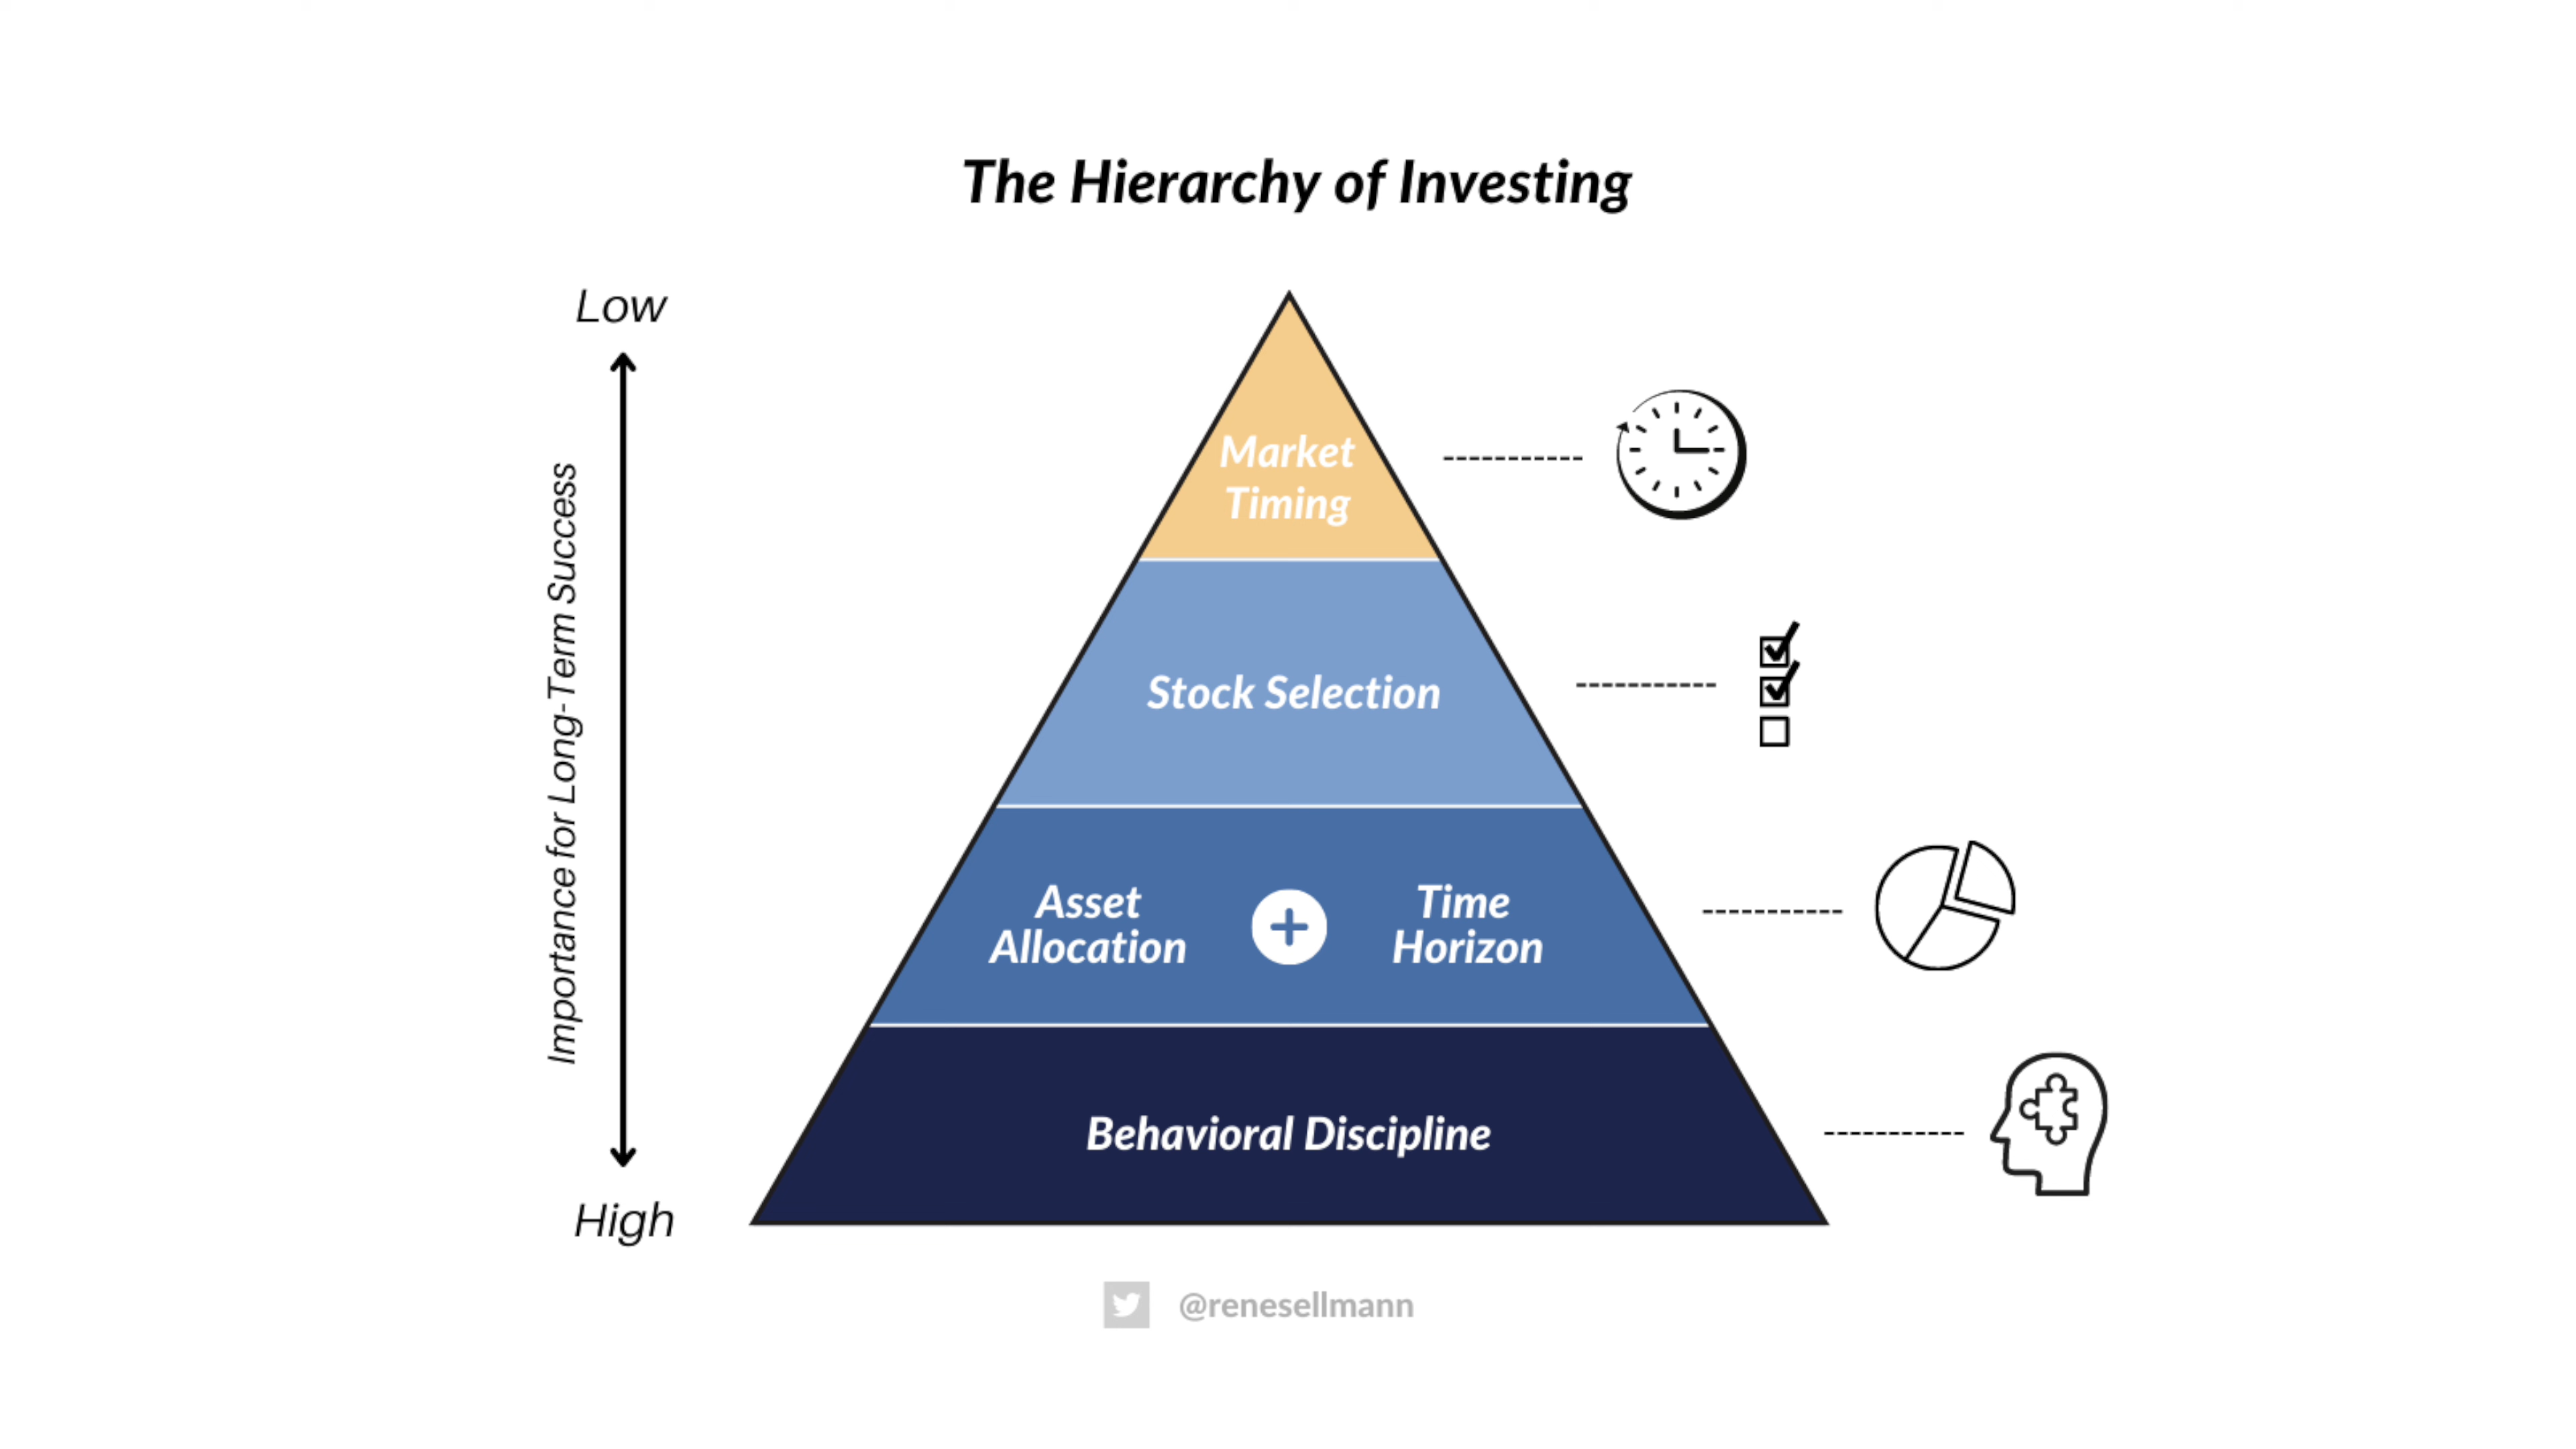 The Hierarchy of Investing
Low
Importance for Long-Term Success
High
Market
Timing
Stock Selection
Asset
Allocation
Time
Horizon
Behavioral Discipline
@renesellmann